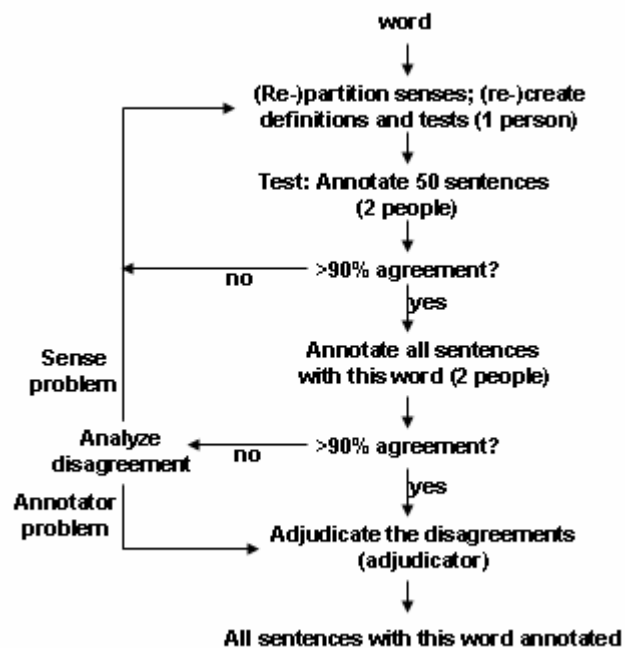 word
(Re-)partition senses; (re-)create
definitions and tests (1 person)
Test: Annotate 50 sentences
(2 people)
>90% agreement?
no
yes
Annotate all sentences
with this word (2 people)
Sense
problem
>90% agreement?
no
Analyze
disagreement
yes
Annotator
problem
Adjudicate the disagreements
(adjudicator)
All sentences with this word annotated